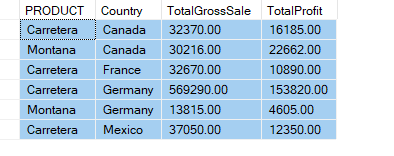 PRODUCT Country TotalGrossSale TotalProfit
Carretera Canada 32370.00 16185.00
Montana Canada 30216.00 22662.00
Carretera France 32670.00 10890.00
Carretera Germany 569290.00 153820.00
Montana Germany 13815.00 4605.00
Carretera Mexico 37050.00 12350.00